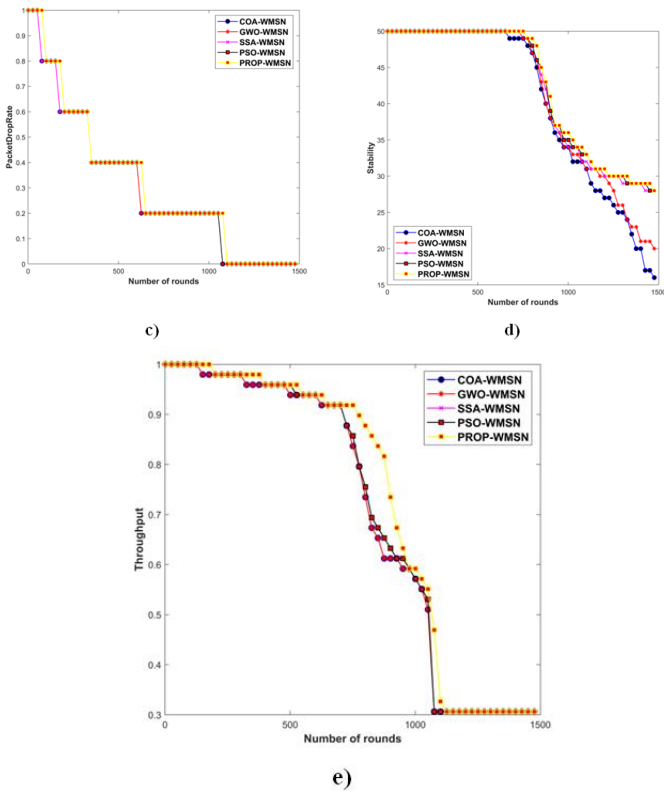 COA-WMSN
GWO-WMSN
SSA-WMSN
PSO-WMSN
PROP-WMSN
1
0.9
0.8
0.7
0.6
0.5
0.4
0.3
0.2
0.1
0
PacketDropRate
0 500 1000 1500
Number of rounds
c)
50
45
40
35
30
25
20
15
Stability
COA-WMSN
GWO-WMSN
SSA-WMSN
PSO-WMSN
PROP-WMSN
0 500 1000 1500
Number of rounds
d)
COA-WMSN
GWO-WMSN
SSA-WMSN
PSO-WMSN
PROP-WMSN
1
0.9
0.8
0.7
0.6
0.5
0.4
0.3
Throughput
0 500 1000 1500
Number of rounds
e)